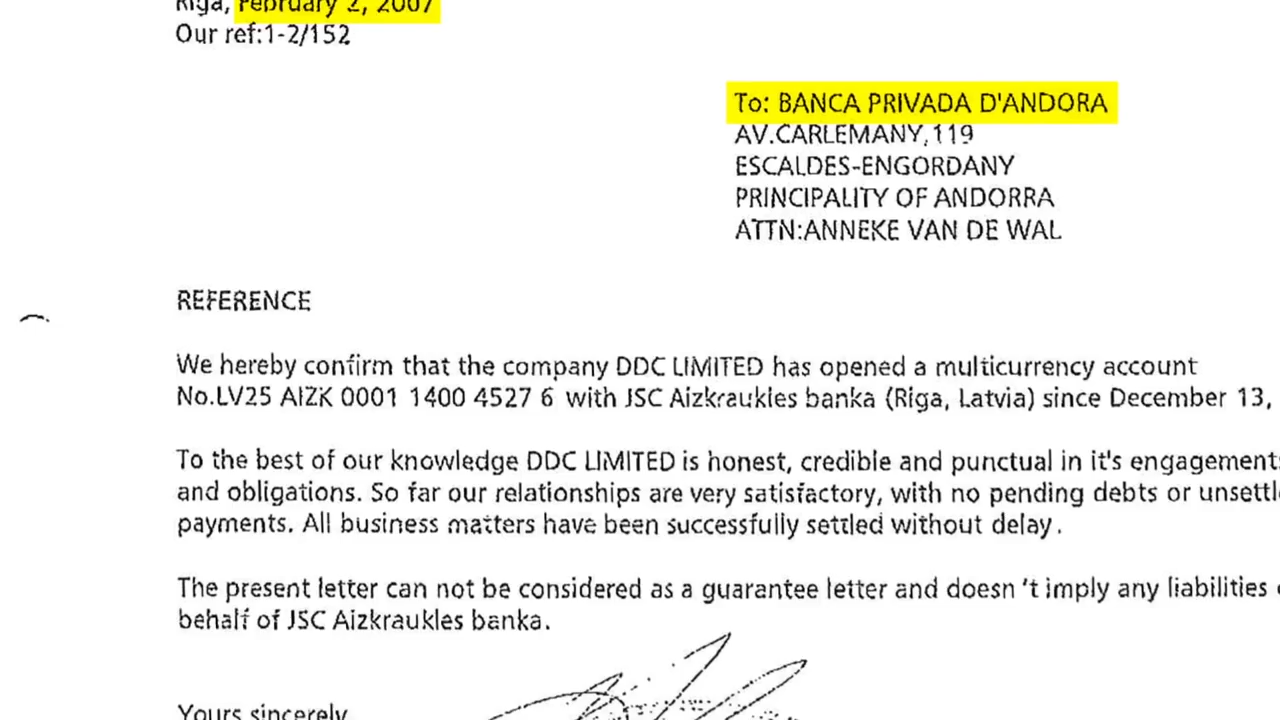 Riga, February 2, 2007
Our ref:1-2/152
To: BANCA PRIVADA D'ANDORA
AV.CARLEMANY,119
ESCALDES-ENGORDANY
PRINCIPALITY OF ANDORRA
ATTN:ANNEKE VAN DE WAL
REFERENCE
We hereby confirm that the company DDC LIMITED has opened a multicurrency account
No.LV25 AIZK 0001 1400 4527 6 with JSC Aizkraukles banka (Riga, Latvia) since December 13,
To the best of our knowledge DDC LIMITED is honest, credible and punctual in it's engagements
and obligations. So far our relationships are very satisfactory, with no pending debts or unsettl
payments. All business matters have been successfully settled without delay.
The present letter can not be considered as a guarantee letter and doesn 't imply any liabilities
behalf of JSC Aizkraukles banka.
Yours sincerely